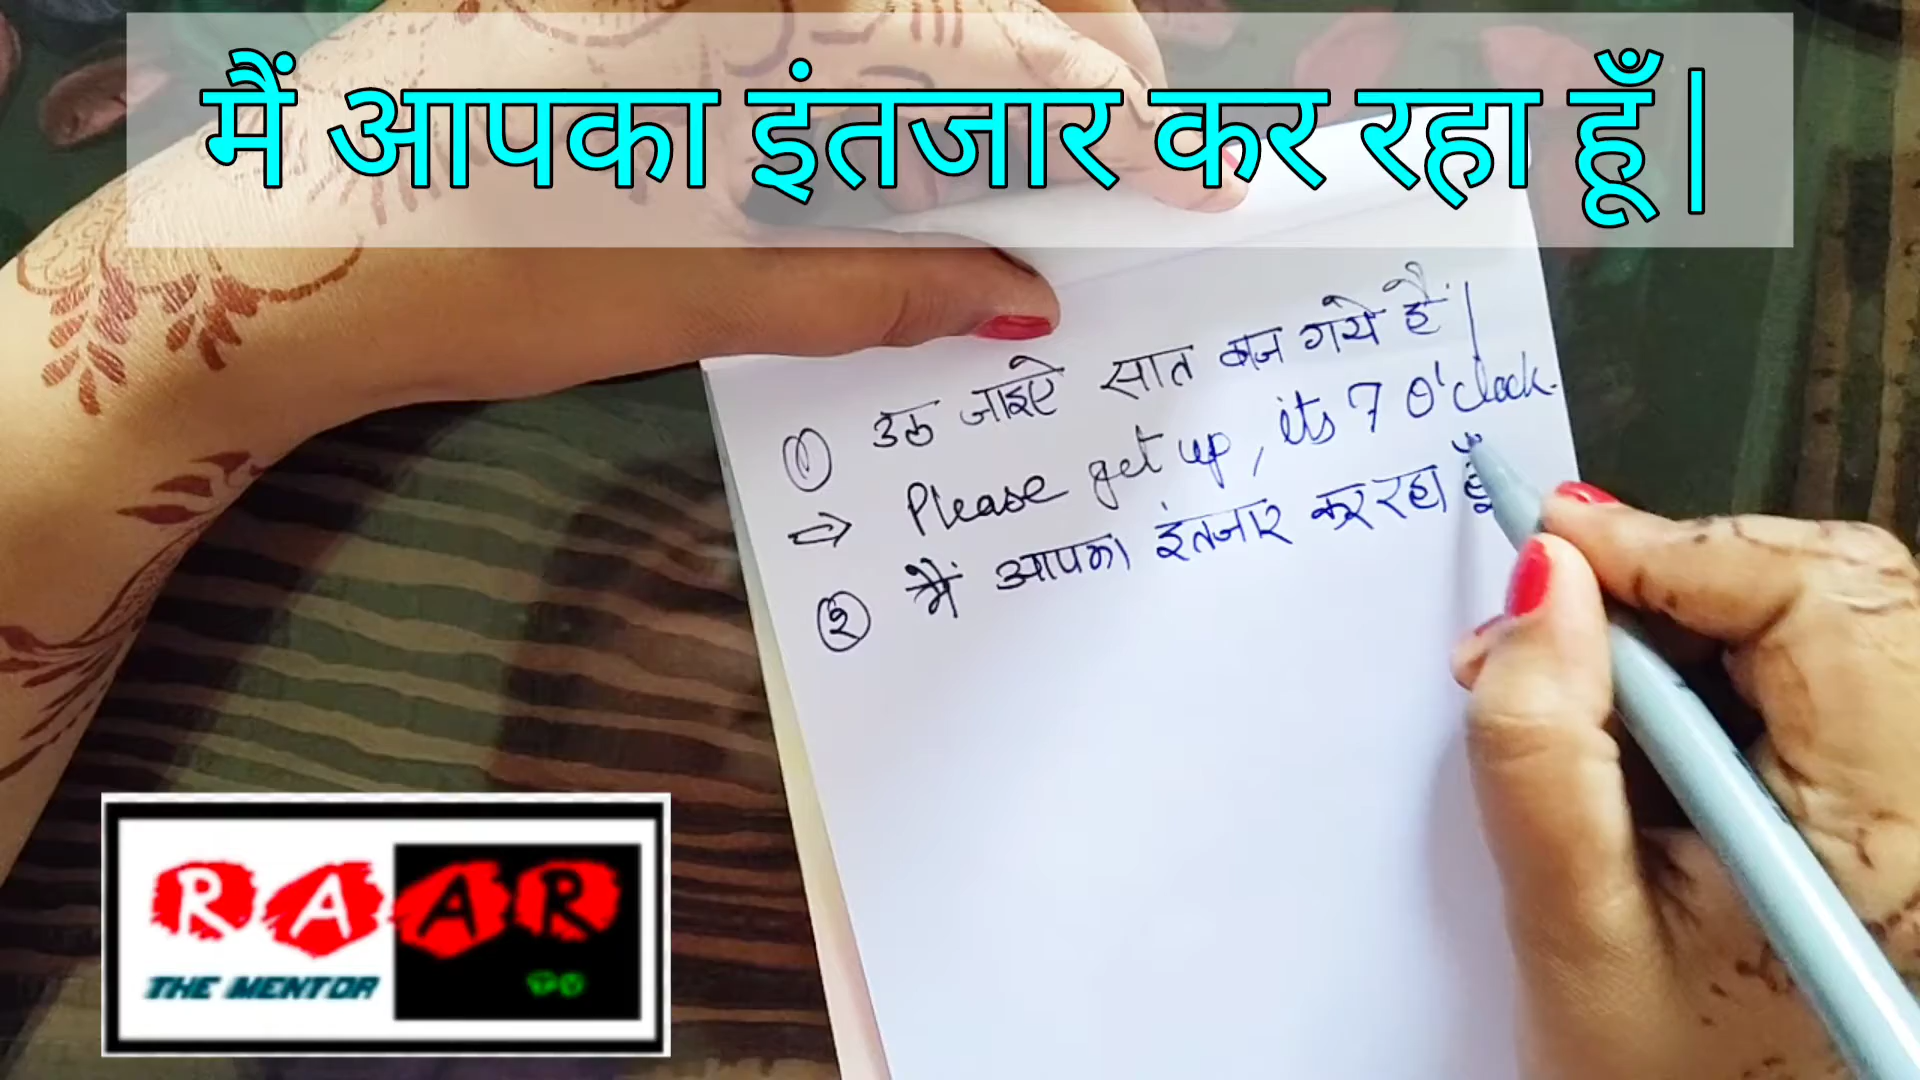 मैं आपका इंतजार कर रहा हूँ|
① उठ जाइऐ सात बज गये हैं|
⇒ Please get up, its 7 O'clock.
② मैं आपका इंतजार कर रहा हूँ
RAAR
THE MENTOR